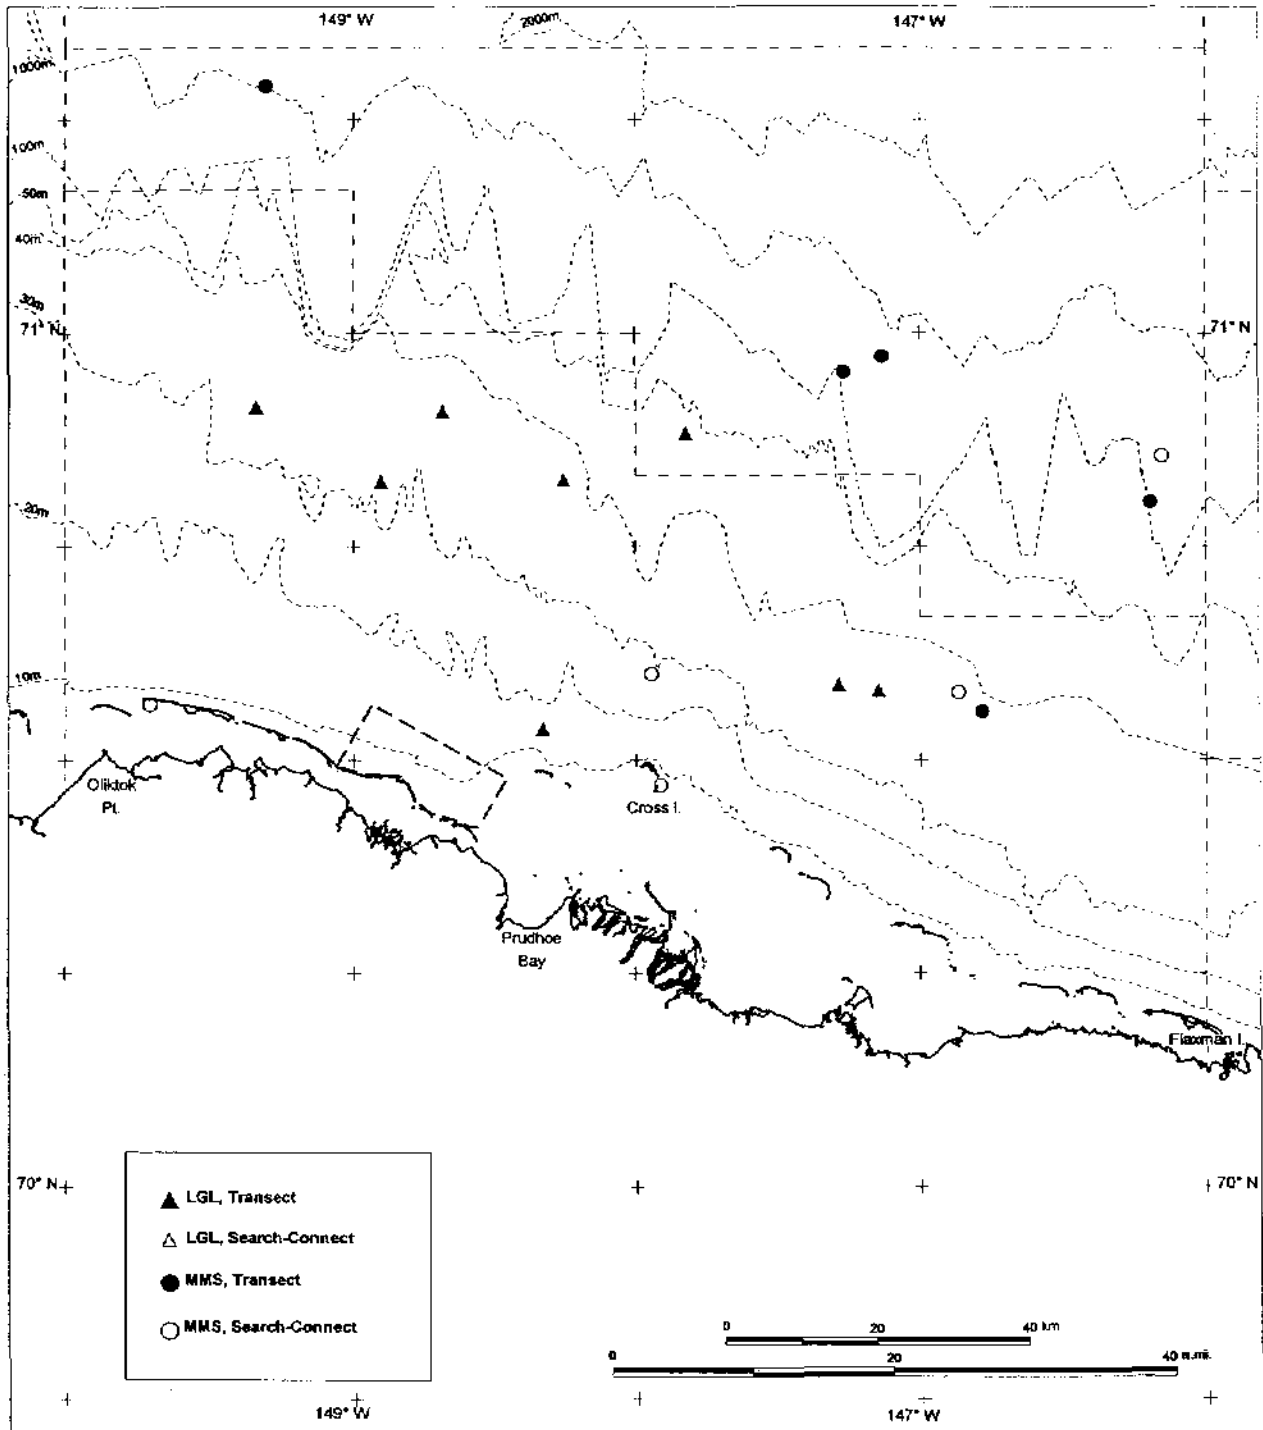 149° W
147° W
2000m
1000m
100m
50m
40m
30m
71° N
71° N
20m
10m
Oliktok
Pt.
Cross I.
Prudhoe
Bay
Flaxman I.
70° N
70° N
LGL, Transect
LGL, Search-Connect
MMS, Transect
MMS, Search-Connect
0 20 40 km
0 20 40 n.mi.
149° W
147° W